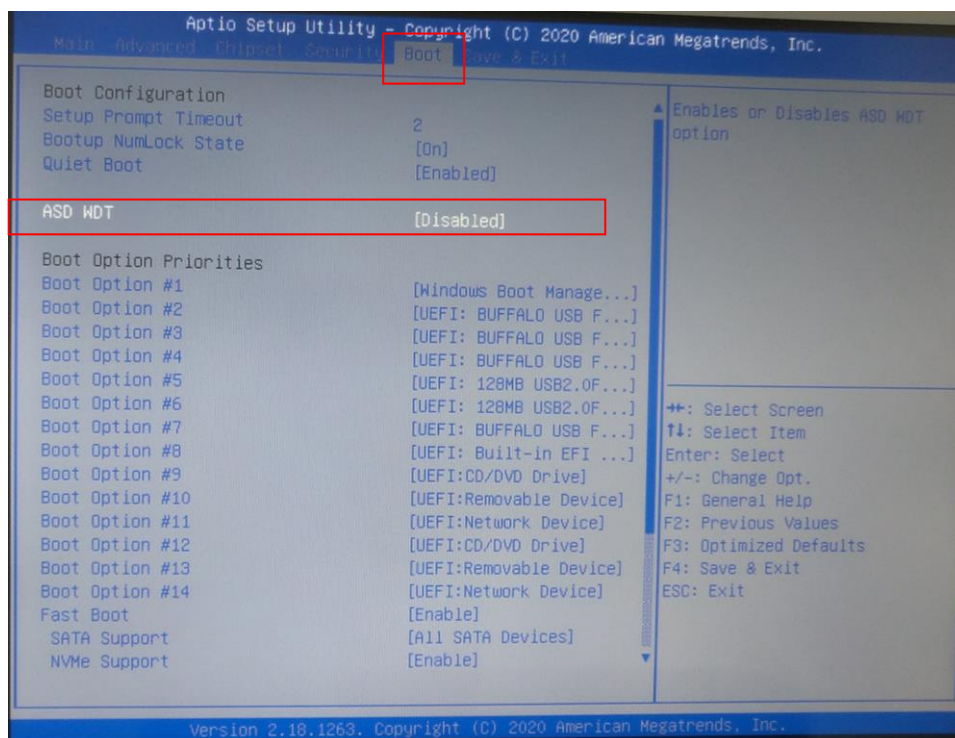 Aptio Setup Utility – Copyright (C) 2020 American Megatrends, Inc.
Main Advanced Chipset Security Boot Save & Exit
Boot Configuration
Setup Prompt Timeout 2
Bootup NumLock State [On]
Quiet Boot [Enabled]
ASD WDT [Disabled]
Boot Option Priorities
Boot Option #1 [Windows Boot Manage...]
Boot Option #2 [UEFI: BUFFALO USB F...]
Boot Option #3 [UEFI: BUFFALO USB F...]
Boot Option #4 [UEFI: BUFFALO USB F...]
Boot Option #5 [UEFI: 128MB USB2.0F...]
Boot Option #6 [UEFI: 128MB USB2.0F...]
Boot Option #7 [UEFI: BUFFALO USB F...]
Boot Option #8 [UEFI: Built-in EFI ...]
Boot Option #9 [UEFI:CD/DVD Drive]
Boot Option #10 [UEFI:Removable Device]
Boot Option #11 [UEFI:Network Device]
Boot Option #12 [UEFI:CD/DVD Drive]
Boot Option #13 [UEFI:Removable Device]
Boot Option #14 [UEFI:Network Device]
Fast Boot [Enable]
SATA Support [All SATA Devices]
NVMe Support [Enable]
Enables or Disables ASD WDT
option
→←: Select Screen
↑↓: Select Item
Enter: Select
+/-: Change Opt.
F1: General Help
F2: Previous Values
F3: Optimized Defaults
F4: Save & Exit
ESC: Exit
Version 2.18.1263. Copyright (C) 2020 American Megatrends, Inc.